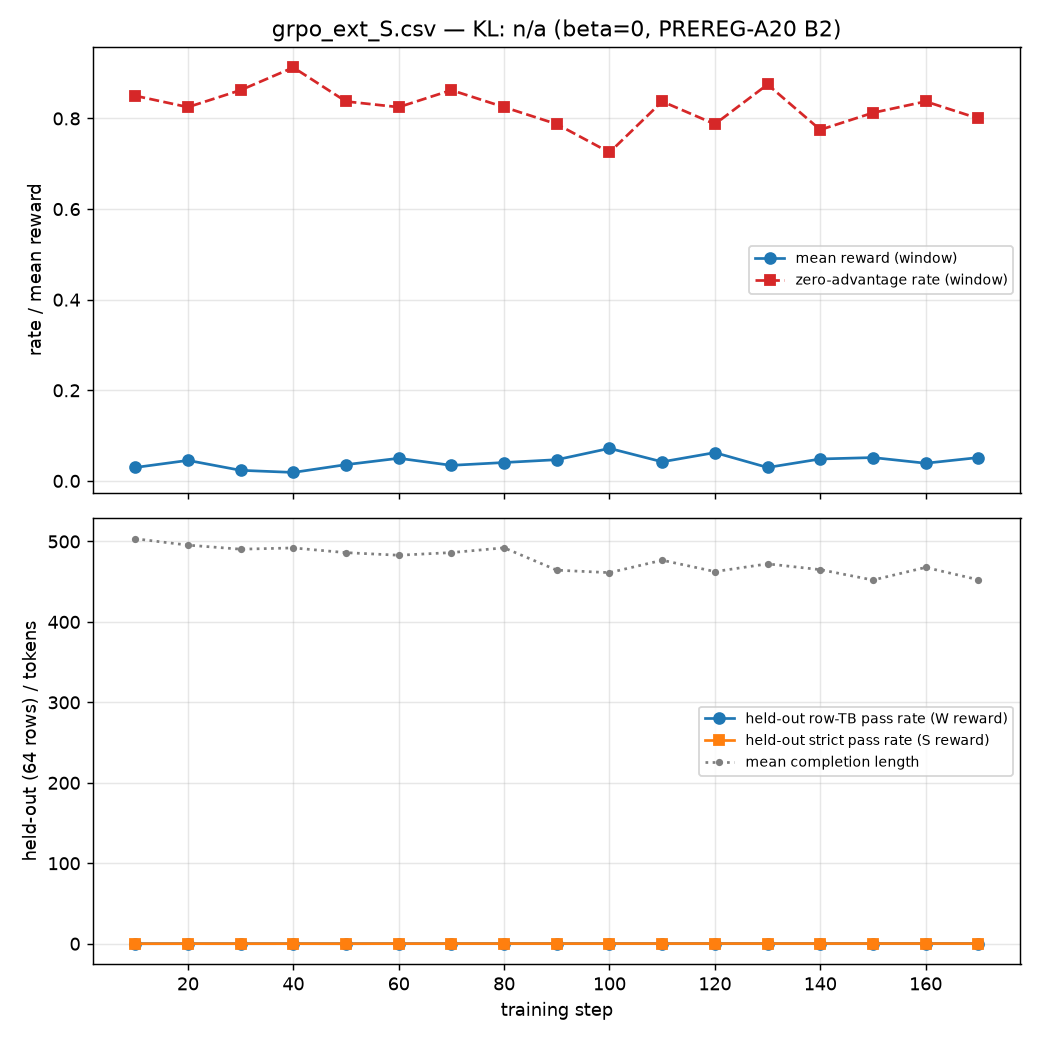 grpo_ext_S.csv — KL: n/a (beta=0, PREREG-A20 B2)
rate / mean reward
0.8
0.6
0.4
0.2
0.0
mean reward (window)
zero-advantage rate (window)
held-out (64 rows) / tokens
500
400
300
200
100
0
held-out row-TB pass rate (W reward)
held-out strict pass rate (S reward)
mean completion length
20 40 60 80 100 120 140 160
training step